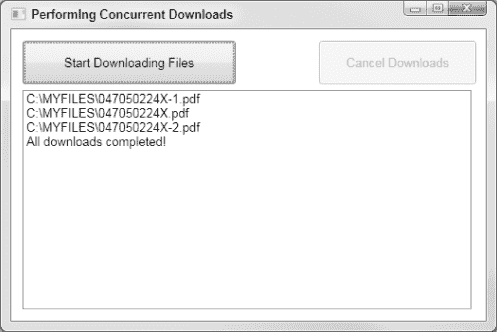 PerformIng Concurrent Downloads
Start Downloading Files
Cancel Downloads
C:\MYFILES\047050224X-1.pdf
C:\MYFILES\047050224X.pdf
C:\MYFILES\047050224X-2.pdf
All downloads completed!